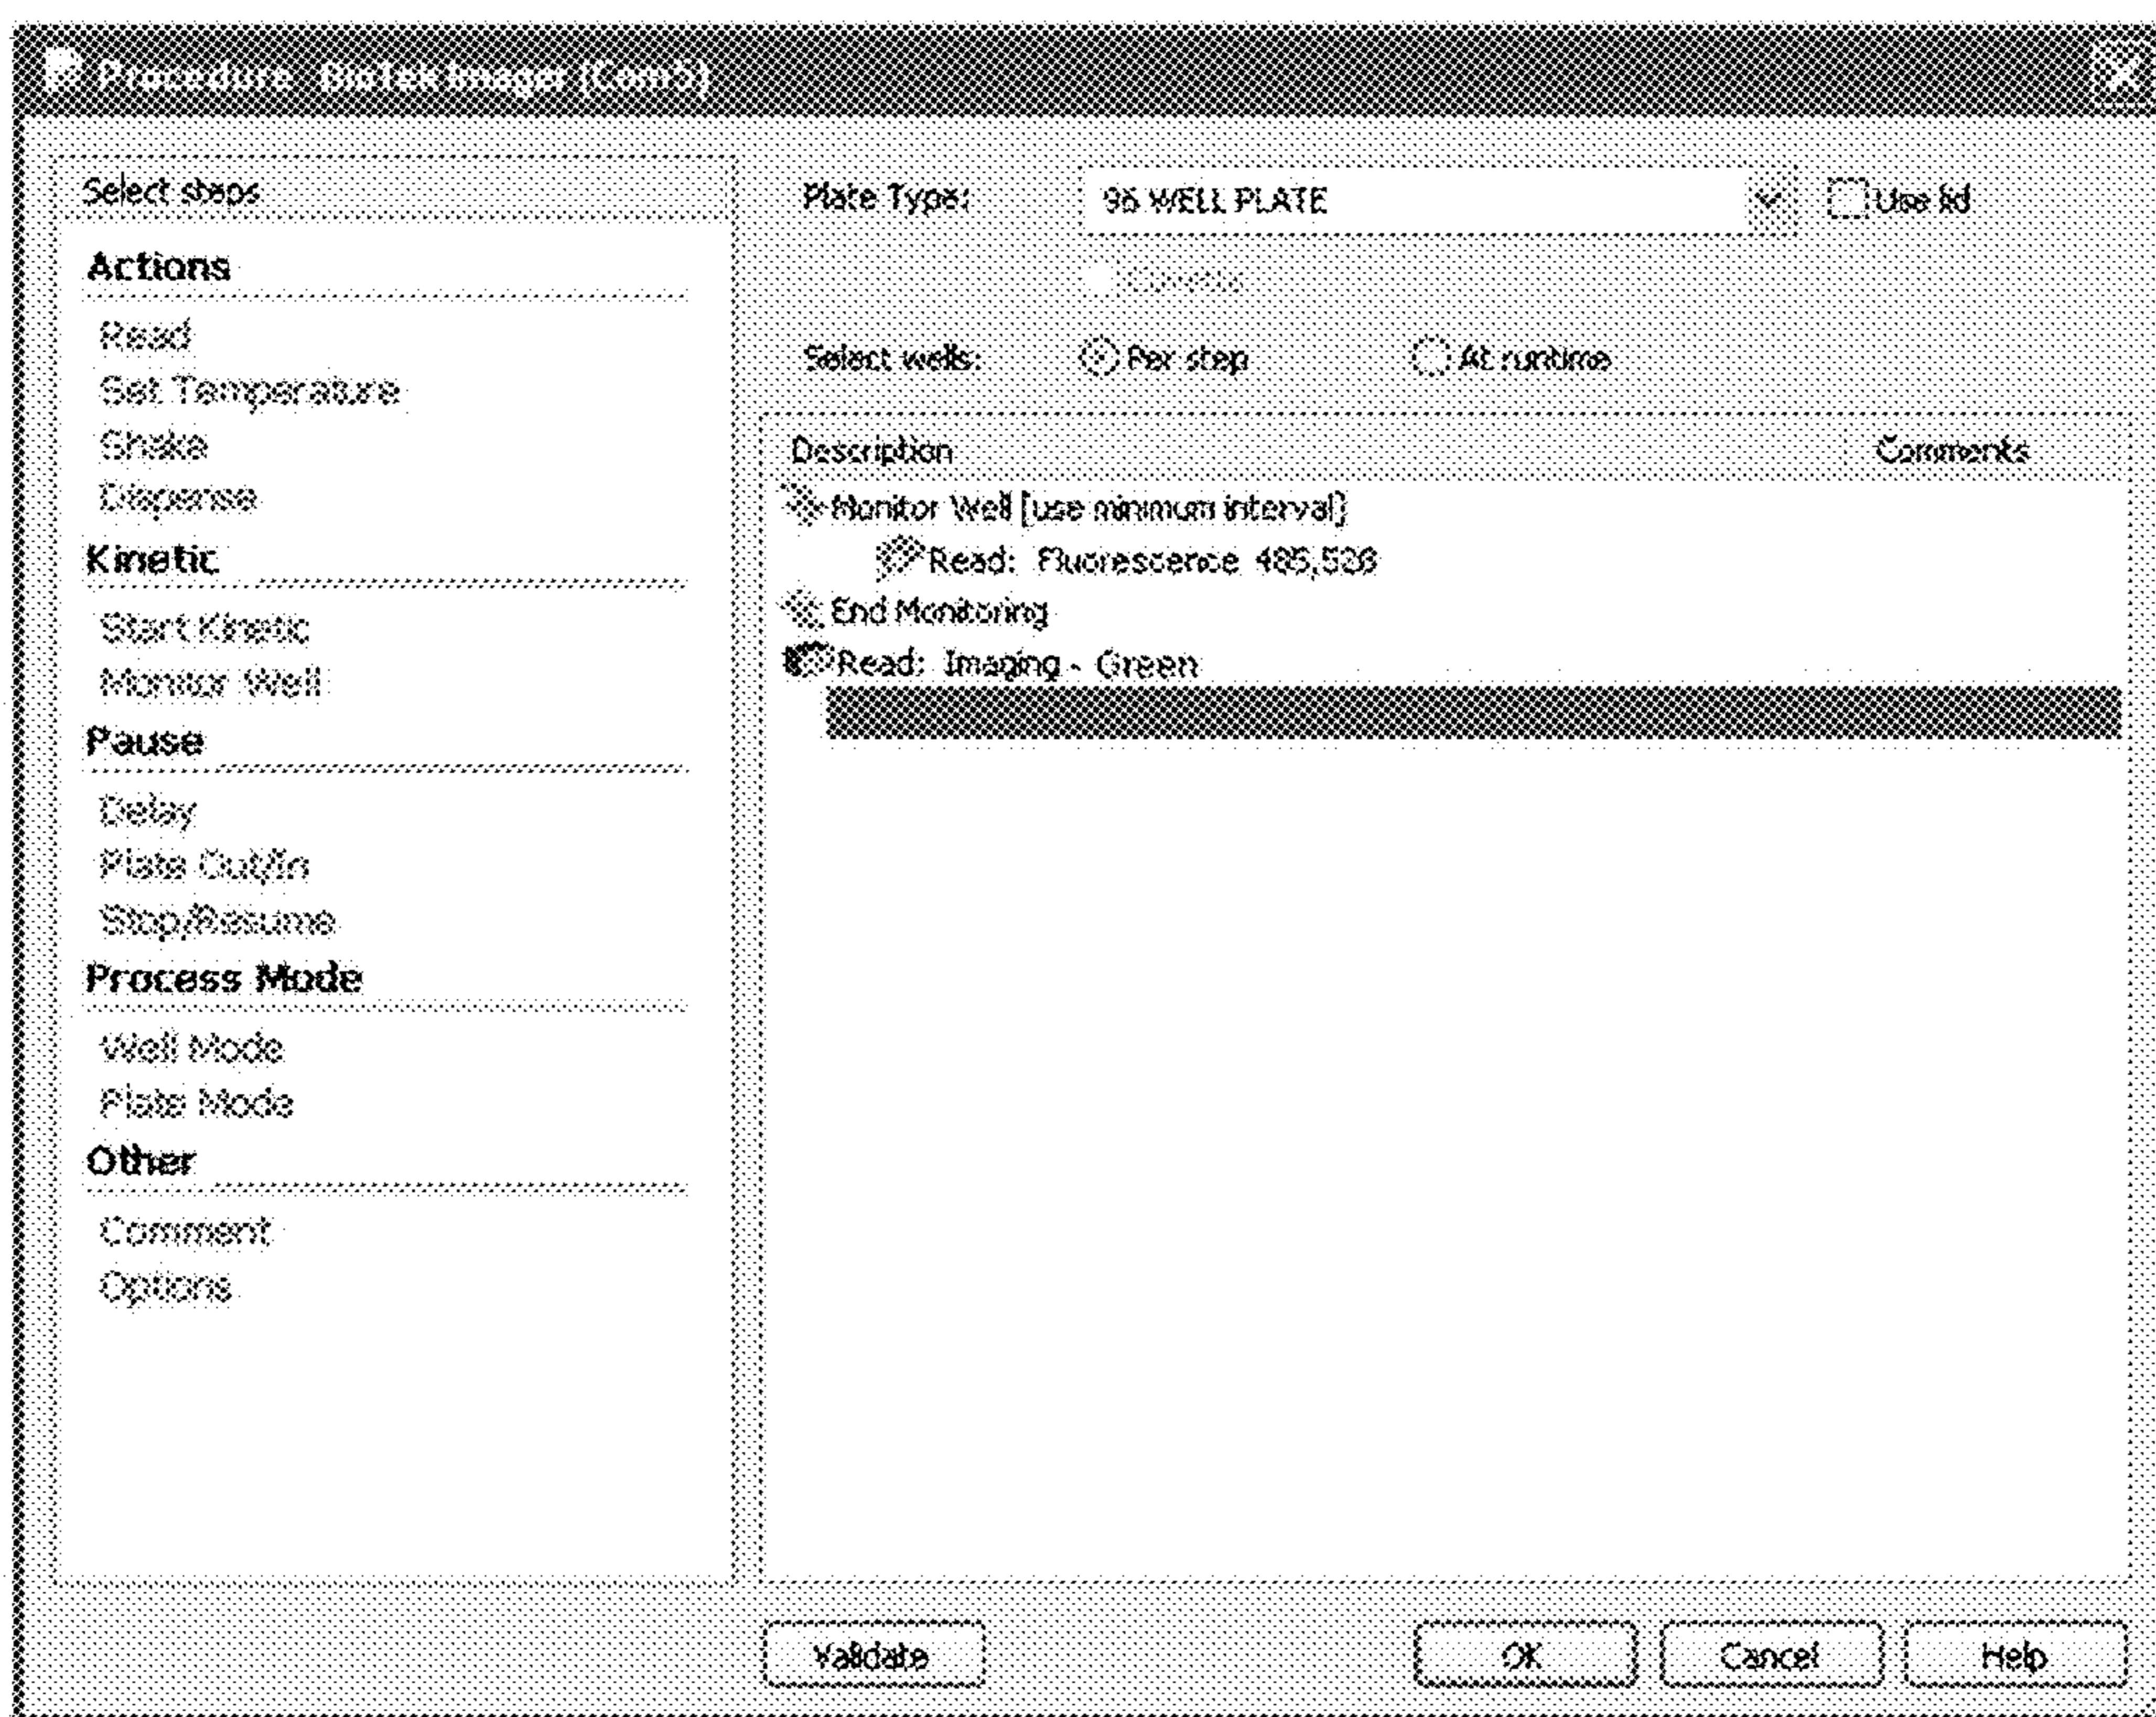 Procedure BioTek Imager (Com5)
Select steps
Actions
Read
Set Temperature
Shake
Dispense
Kinetic
Start Kinetic
Monitor Well
Pause
Delay
Plate Out/In
Stop/Resume
Process Mode
Well Mode
Plate Mode
Other
Comment
Options
Plate Type: 96 WELL PLATE Use lid
Select wells: Per step At runtime
Description Comments
Monitor Well [use minimum interval]
Read: Fluorescence 485,528
End Monitoring
Read: Imaging - Green
Validate OK Cancel Help